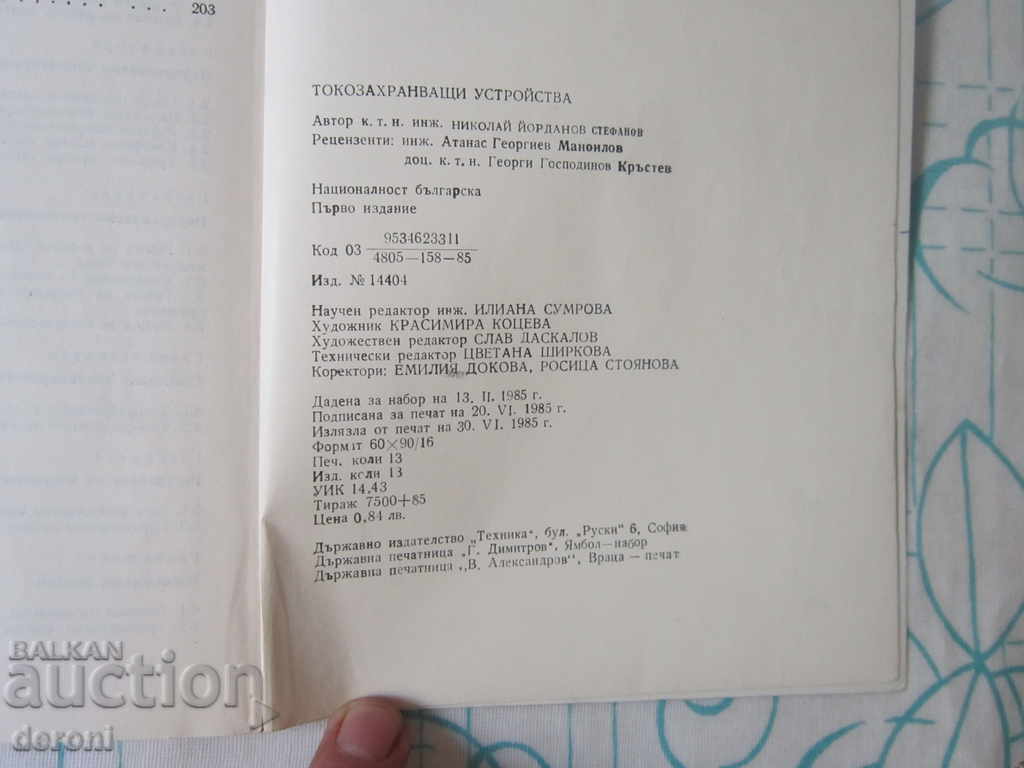 . . . . . . . . . 203
ТОКОЗАХРАНВАЩИ УСТРОЙСТВА
Автор к. т. н. инж. НИКОЛАЙ ЙОРДАНОВ СТЕФАНОВ
Рецензенти: инж. Атанас Георгиев Маноилов
доц. к. т. н. Георги Господинов Кръстев
Националност българска
Първо издание
Код 03 9534623311
4805—158—85
Изд. № 14404
Научен редактор инж. ИЛИАНА СУМРОВА
Художник КРАСИМИРА КОЦЕВА
Художествен редактор СЛАВ ДАСКАЛОВ
Технически редактор ЦВЕТАНА ШИРКОВА
Коректори: ЕМИЛИЯ ДОКОВА, РОСИЦА СТОЯНОВА
Дадена за набор на 13. II. 1985 г.
Подписана за печат на 20. VI. 1985 г.
Излязла от печат на 30. VI. 1985 г.
Формат 60×90/16
Печ. коли 13
Изд. коли 13
УИК 14,43
Тираж 7500+85
Цена 0,84 лв.
Държавно издателство „Техника“, бул. „Руски“ 6, София
Държавна печатница „Г. Димитров“, Ямбол—набор
Държавна печатница „В. Александров“, Враца — печат
BALKAN
auction
deroni